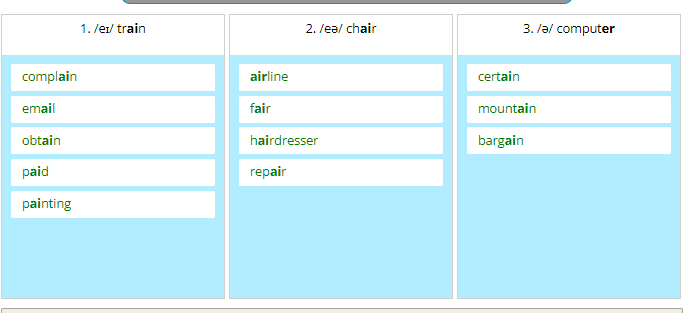 1. /eɪ/ train
complain
email
obtain
paid
painting
2. /eə/ chair
airline
fair
hairdresser
repair
3. /ə/ computer
certain
mountain
bargain